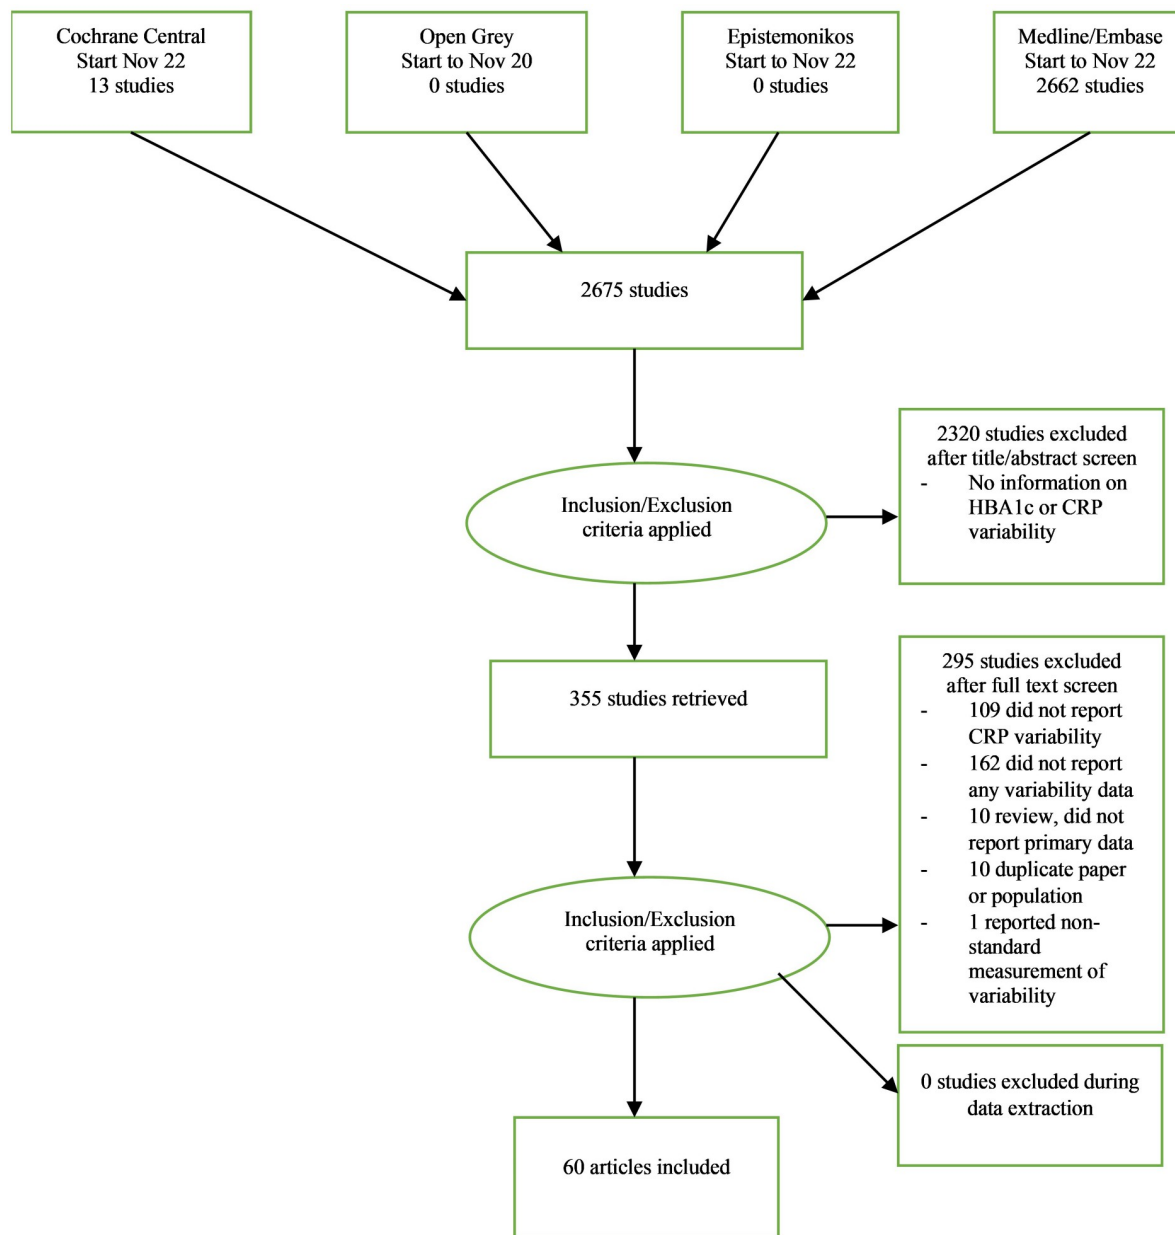 Cochrane Central
Start Nov 22
13 studies
Open Grey
Start to Nov 20
0 studies
Epistemonikos
Start to Nov 22
0 studies
Medline/Embase
Start to Nov 22
2662 studies
2675 studies
Inclusion/Exclusion
criteria applied
2320 studies excluded
after title/abstract screen
- No information on
HBA1c or CRP
variability
355 studies retrieved
295 studies excluded
after full text screen
- 109 did not report
CRP variability
- 162 did not report
any variability data
- 10 review, did not
report primary data
- 10 duplicate paper
or population
- 1 reported non-
standard
measurement of
variability
Inclusion/Exclusion
criteria applied
0 studies excluded during
data extraction
60 articles included